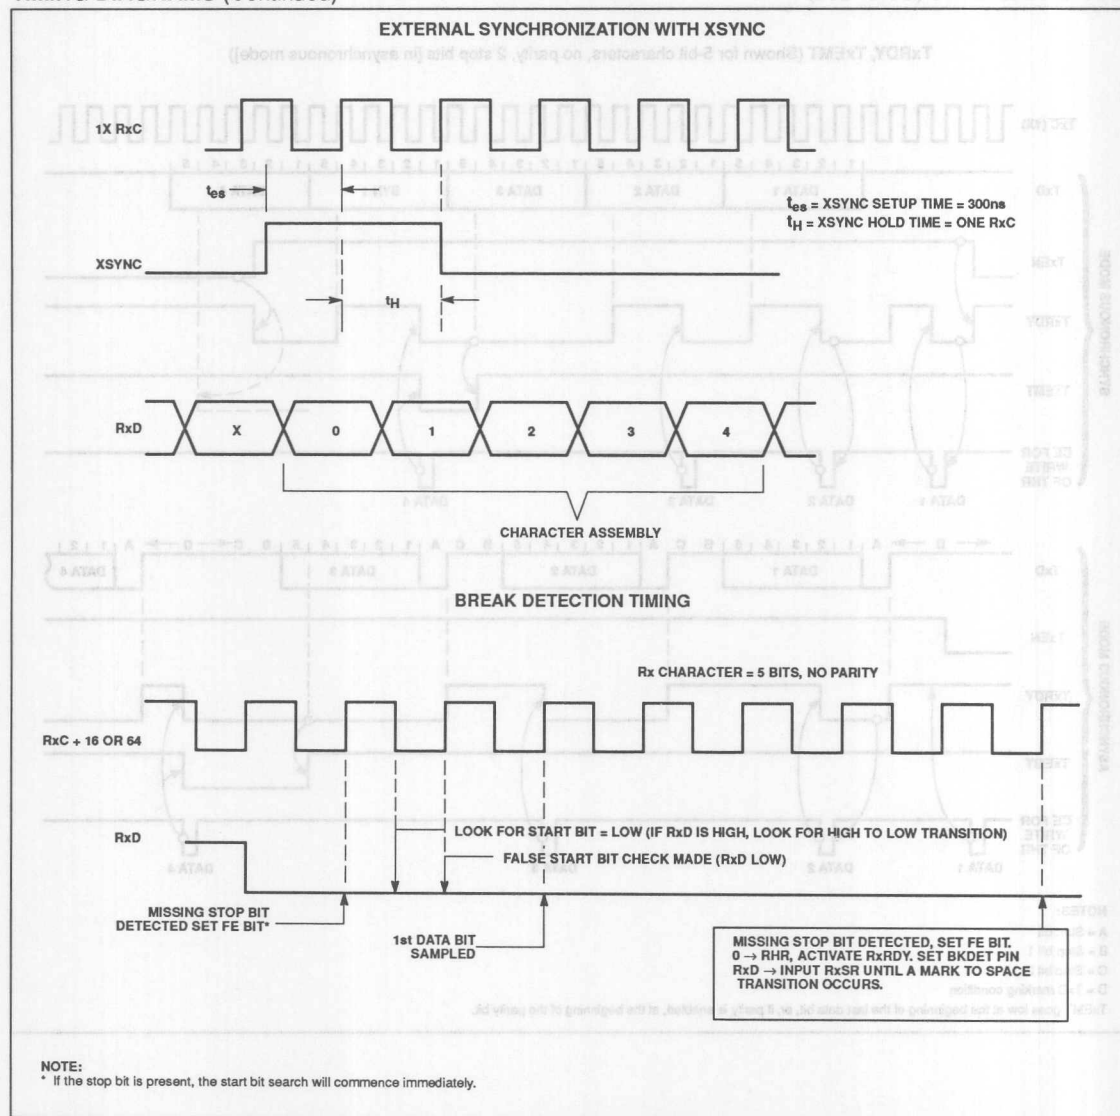 EXTERNAL SYNCHRONIZATION WITH XSYNC
1X RxC
tes
tes = XSYNC SETUP TIME = 300ns
tH = XSYNC HOLD TIME = ONE RxC
XSYNC
tH
RxD
X 0 1 2 3 4
CHARACTER ASSEMBLY
BREAK DETECTION TIMING
Rx CHARACTER = 5 BITS, NO PARITY
RxC + 16 OR 64
RxD
LOOK FOR START BIT = LOW (IF RxD IS HIGH, LOOK FOR HIGH TO LOW TRANSITION)
FALSE START BIT CHECK MADE (RxD LOW)
MISSING STOP BIT
DETECTED SET FE BIT*
1st DATA BIT
SAMPLED
MISSING STOP BIT DETECTED, SET FE BIT.
0 → RHR, ACTIVATE RxRDY. SET BKDET PIN
RxD → INPUT RxSR UNTIL A MARK TO SPACE
TRANSITION OCCURS.
NOTE:
* If the stop bit is present, the start bit search will commence immediately.